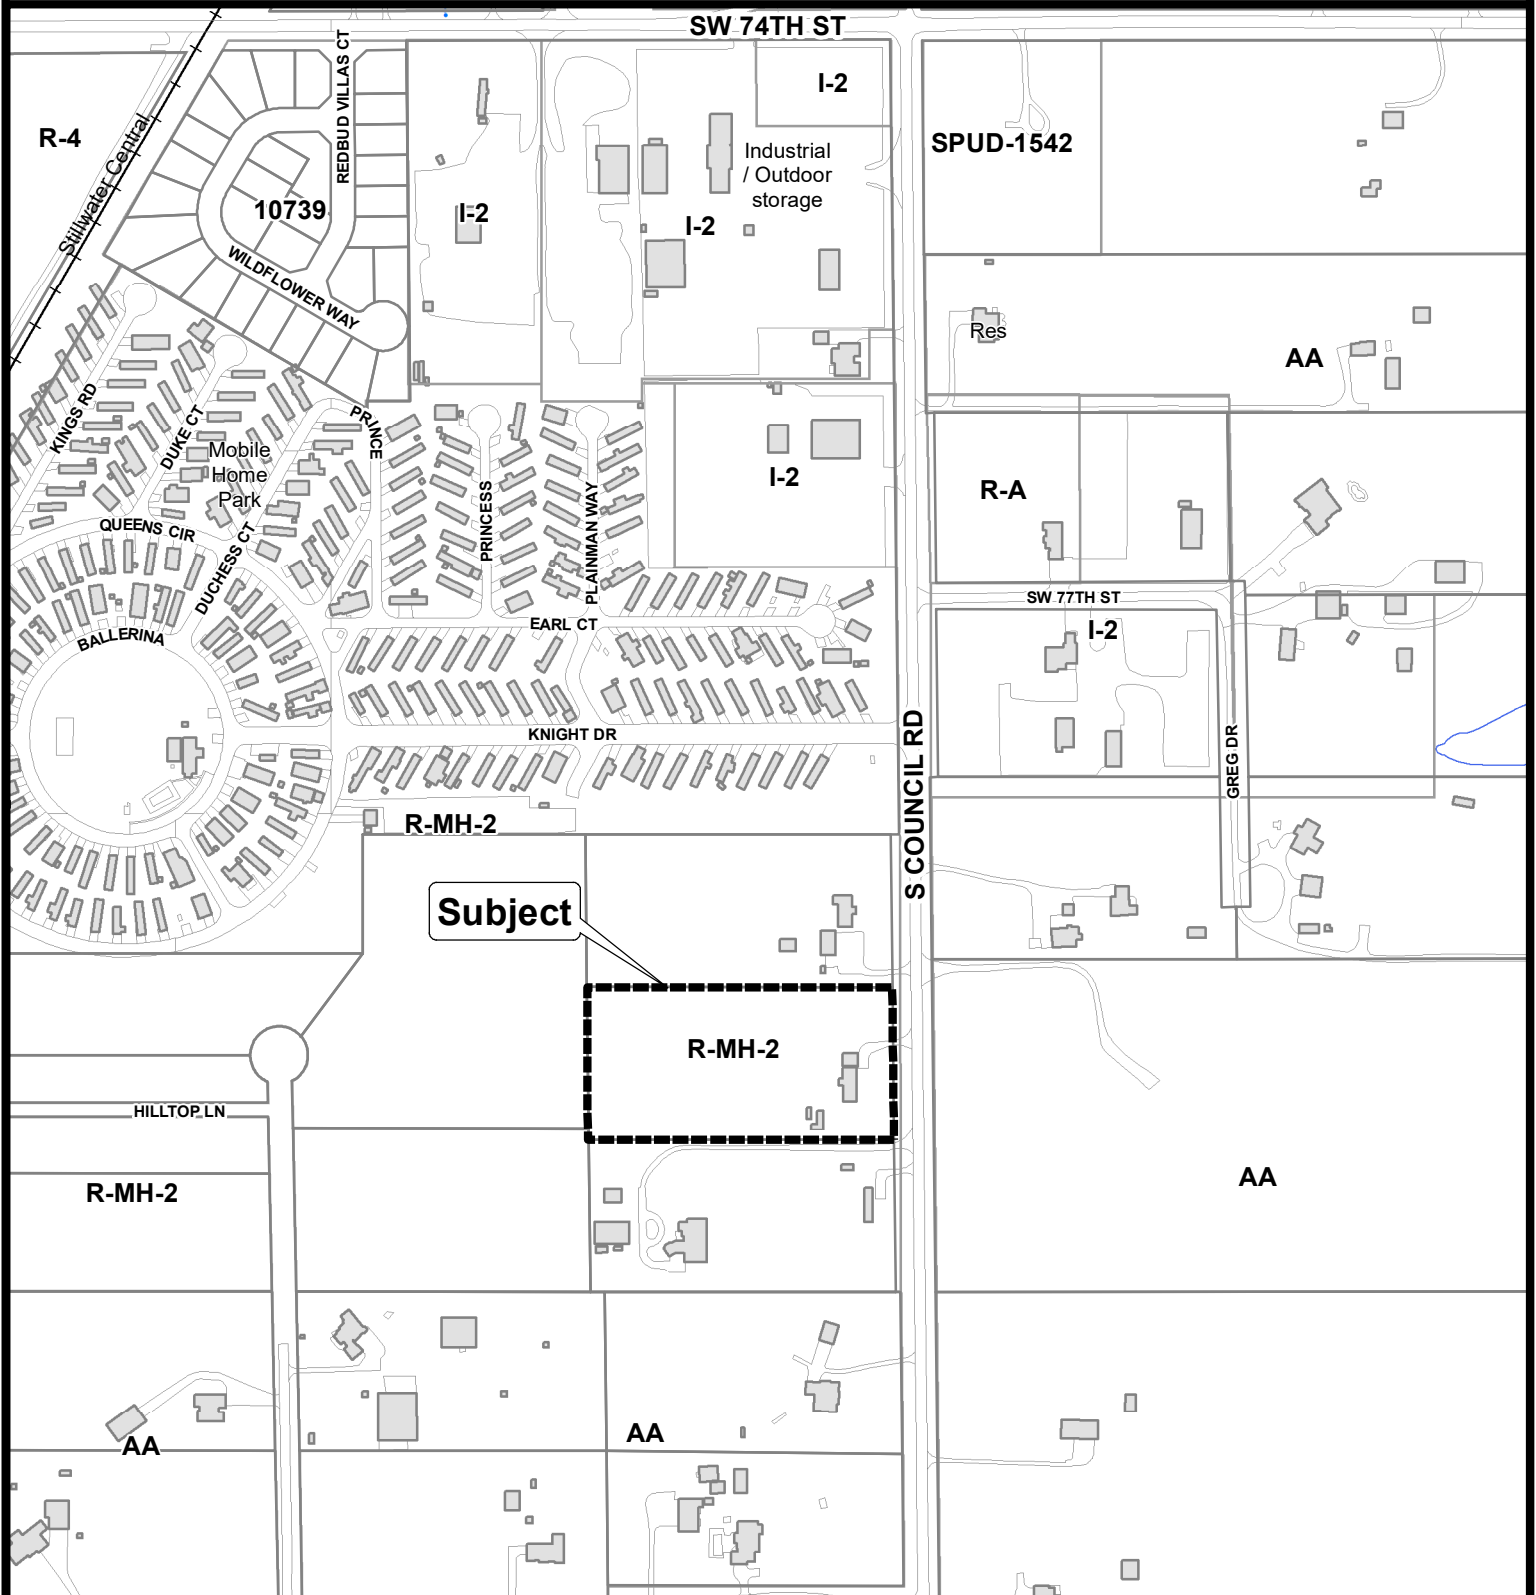 SW 74TH ST
REDBUD VILLAS CT
I-2
R-4
SPUD-1542
Stillwater Central
Industrial
/ Outdoor
storage
10739
I-2
I-2
WILDFLOWER WAY
Res
AA
KINGS RD
DUKE CT
PRINCE
Mobile
Home
Park
I-2
R-A
QUEENS CIR
DUCHESS CT
PRINCESS
PLAINMAN WAY
SW 77TH ST
EARL CT
I-2
BALLERINA
KNIGHT DR
S COUNCIL RD
GREG DR
R-MH-2
Subject
R-MH-2
HILLTOP LN
R-MH-2
AA
AA
AA